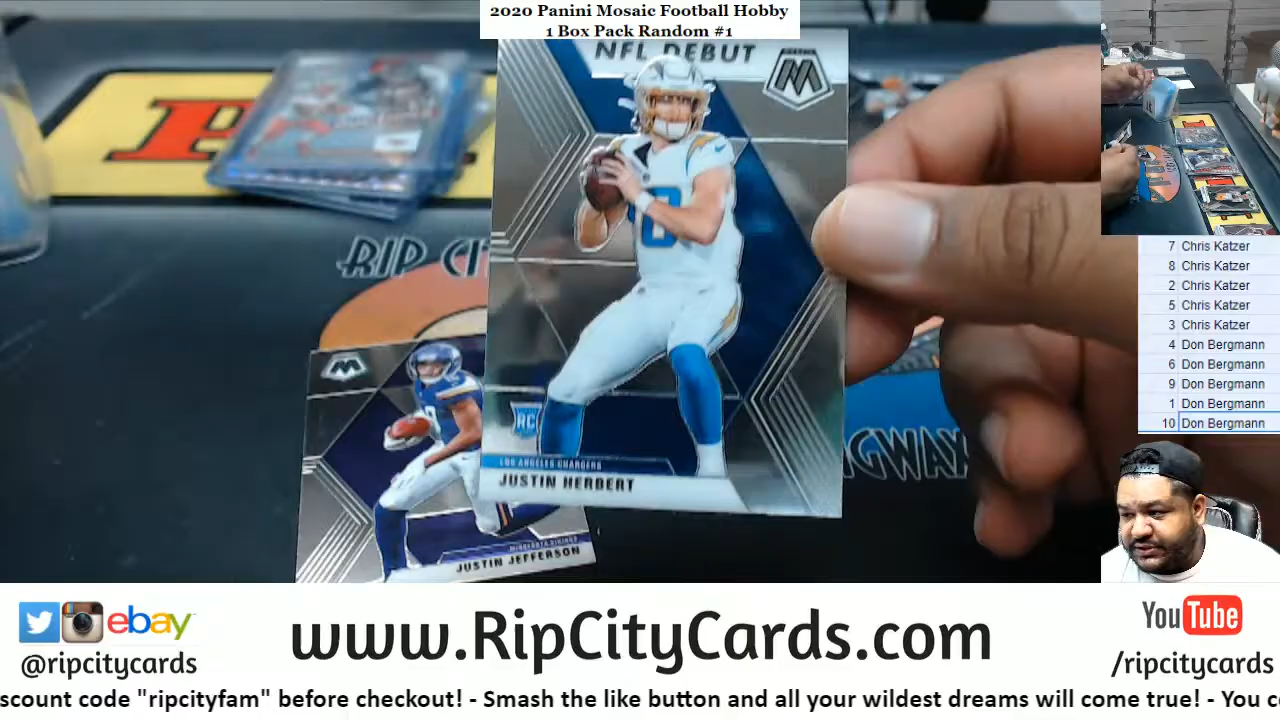 2020 Panini Mosaic Football Hobby
1 Box Pack Random #1
NFL DEBUT
RIP CI
RC
LOS ANGELES CHARGERS
JUSTIN HERBERT
MINNESOTA VIKINGS
JUSTIN JEFFERSON
GWAX
7 Chris Katzer
8 Chris Katzer
2 Chris Katzer
5 Chris Katzer
3 Chris Katzer
4 Don Bergmann
6 Don Bergmann
9 Don Bergmann
1 Don Bergmann
10 Don Bergmann
ebay
@ripcitycards
www.RipCityCards.com
YouTube
/ripcitycards
scount code "ripcityfam" before checkout! - Smash the like button and all your wildest dreams will come true! - You c